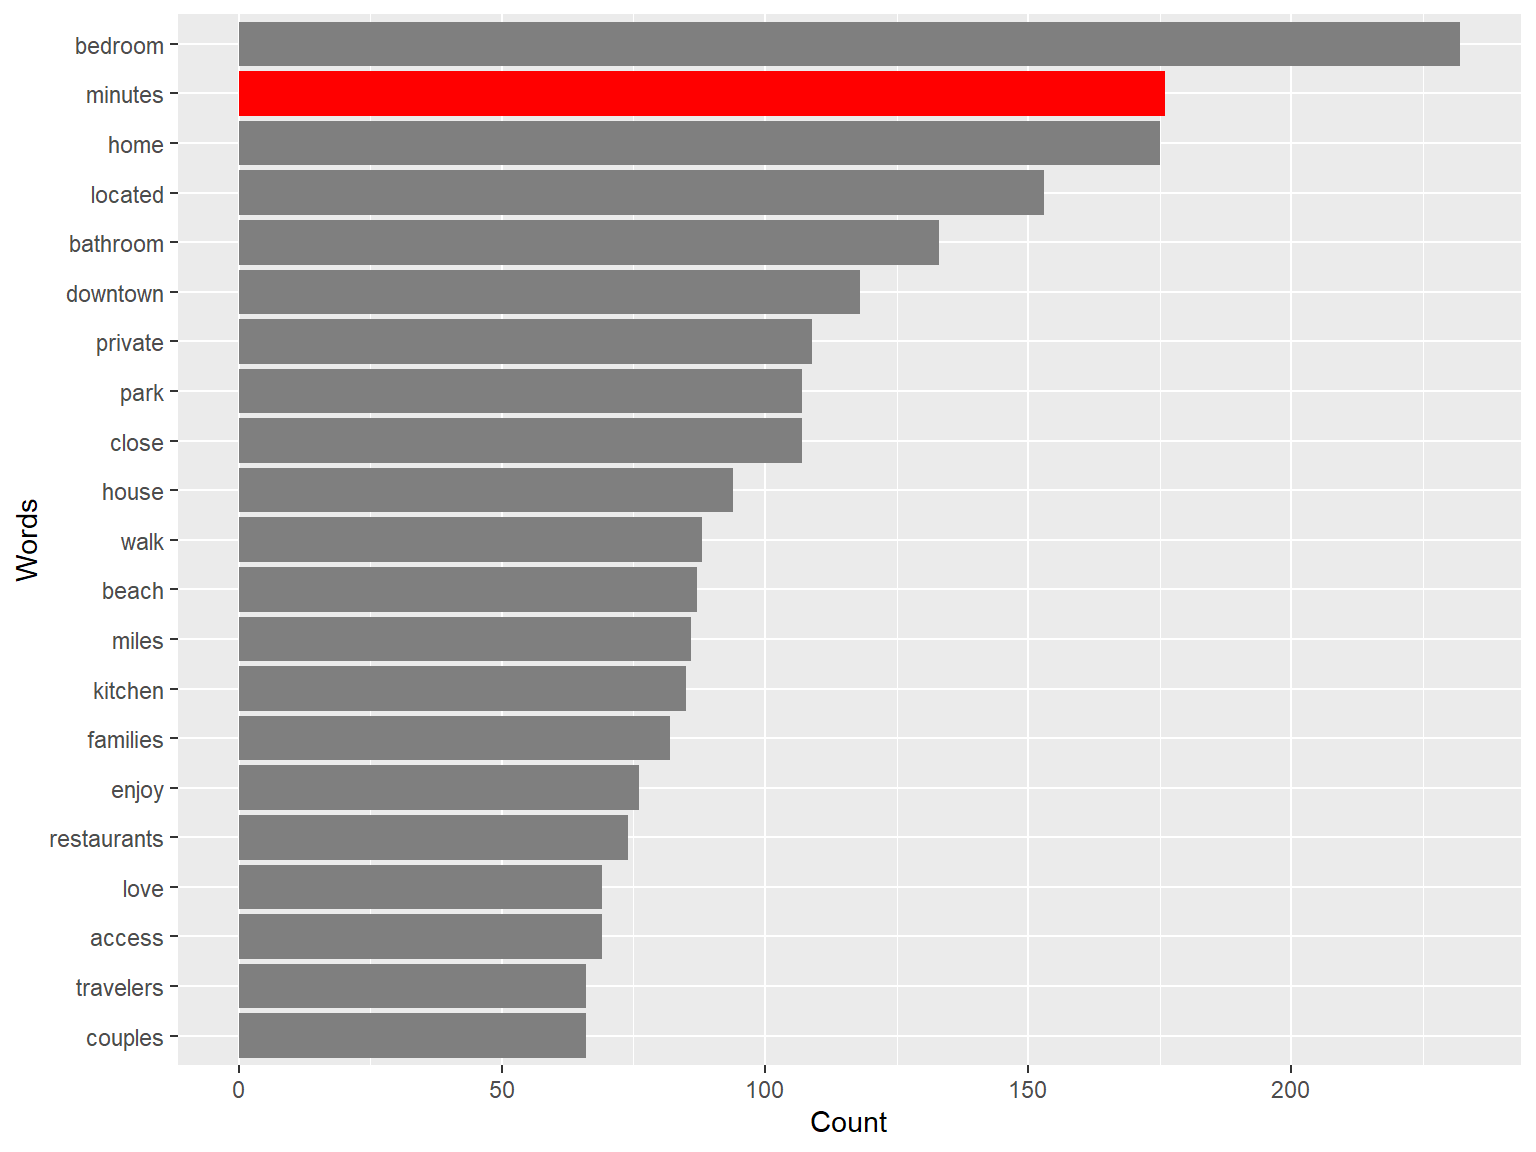 bedroom
minutes
home
located
bathroom
downtown
private
park
close
house
walk
beach
miles
kitchen
families
enjoy
restaurants
love
access
travelers
couples
Words
0 50 100 150 200
Count